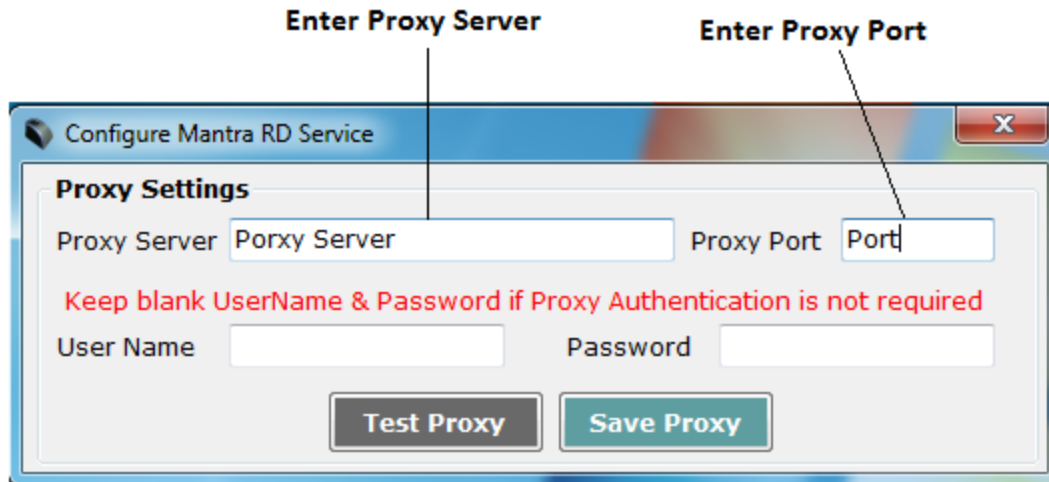 Enter Proxy Server
Enter Proxy Port
Configure Mantra RD Service
Proxy Settings
Proxy Server Porxy Server Proxy Port Port
Keep blank UserName & Password if Proxy Authentication is not required
User Name Password
Test Proxy Save Proxy